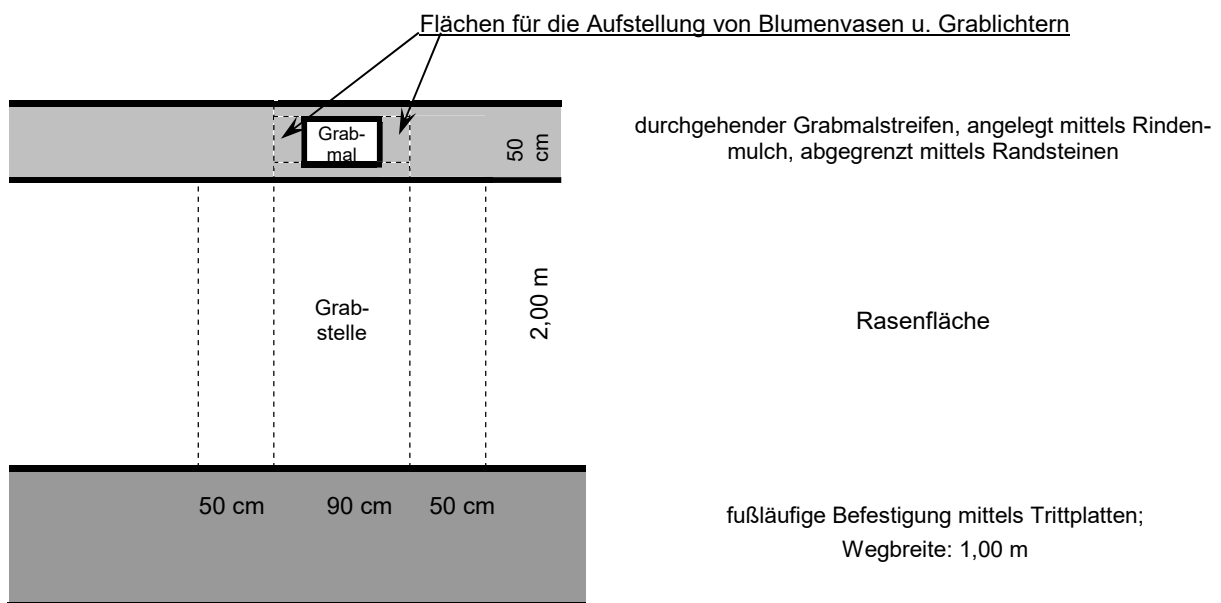 Flächen für die Aufstellung von Blumenvasen u. Grablichtern
Grab-
mal
50
cm
durchgehender Grabmalstreifen, angelegt mittels Rinden-
mulch, abgegrenzt mittels Randsteinen
Grab-
stelle
2,00 m
Rasenfläche
50 cm
90 cm
50 cm
fußläufige Befestigung mittels Trittplatten;
Wegbreite: 1,00 m